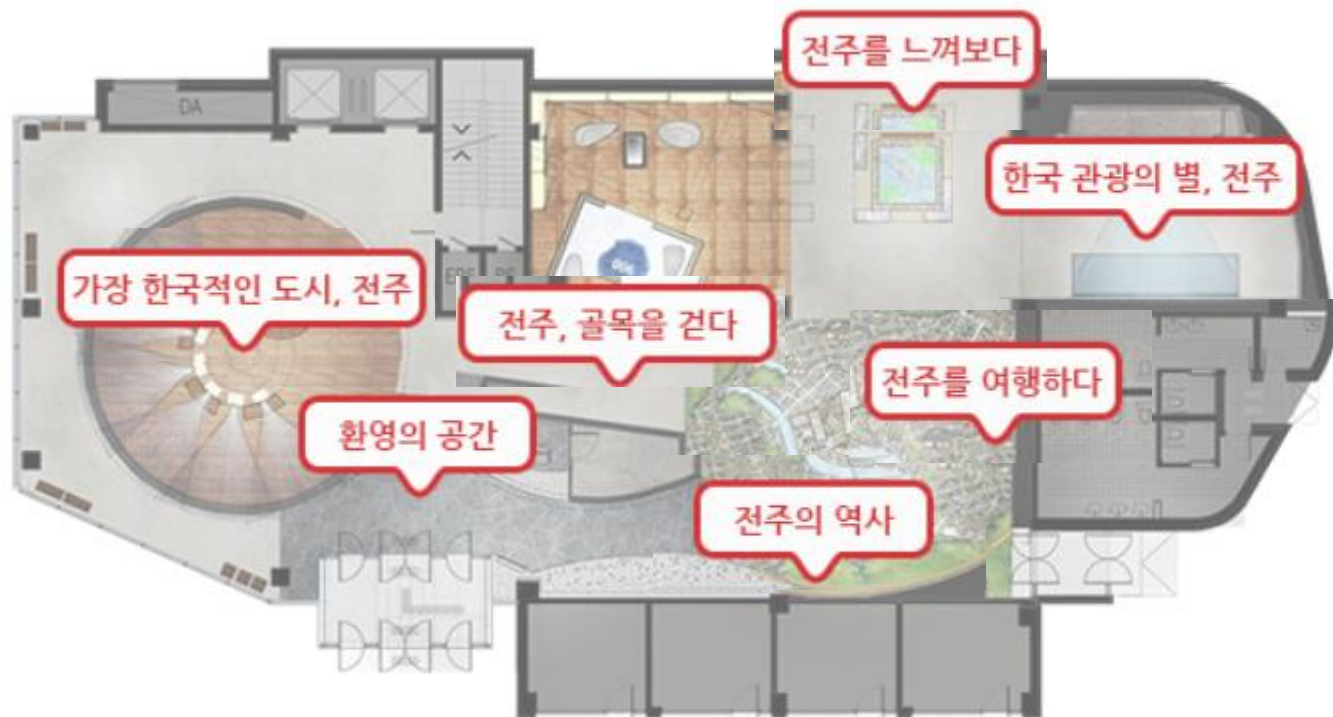 전주를 느껴보다
DA
한국 관광의 별, 전주
가장 한국적인 도시, 전주
전주, 골목을 걷다
전주를 여행하다
환영의 공간
전주의 역사